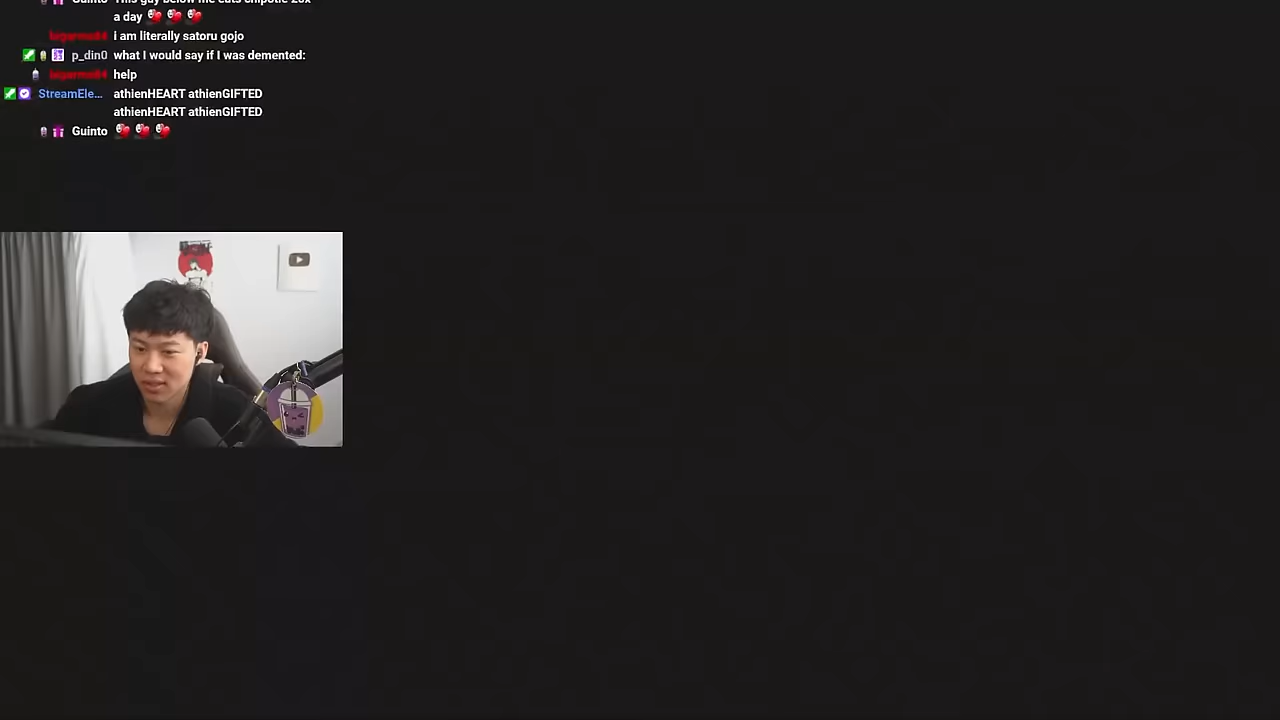 Guinto This guy below me eats chipotle 20x
a day
i am literally satoru gojo
p_din0 what I would say if I was demented:
help
StreamEle... athienHEART athienGIFTED
athienHEART athienGIFTED
Guinto